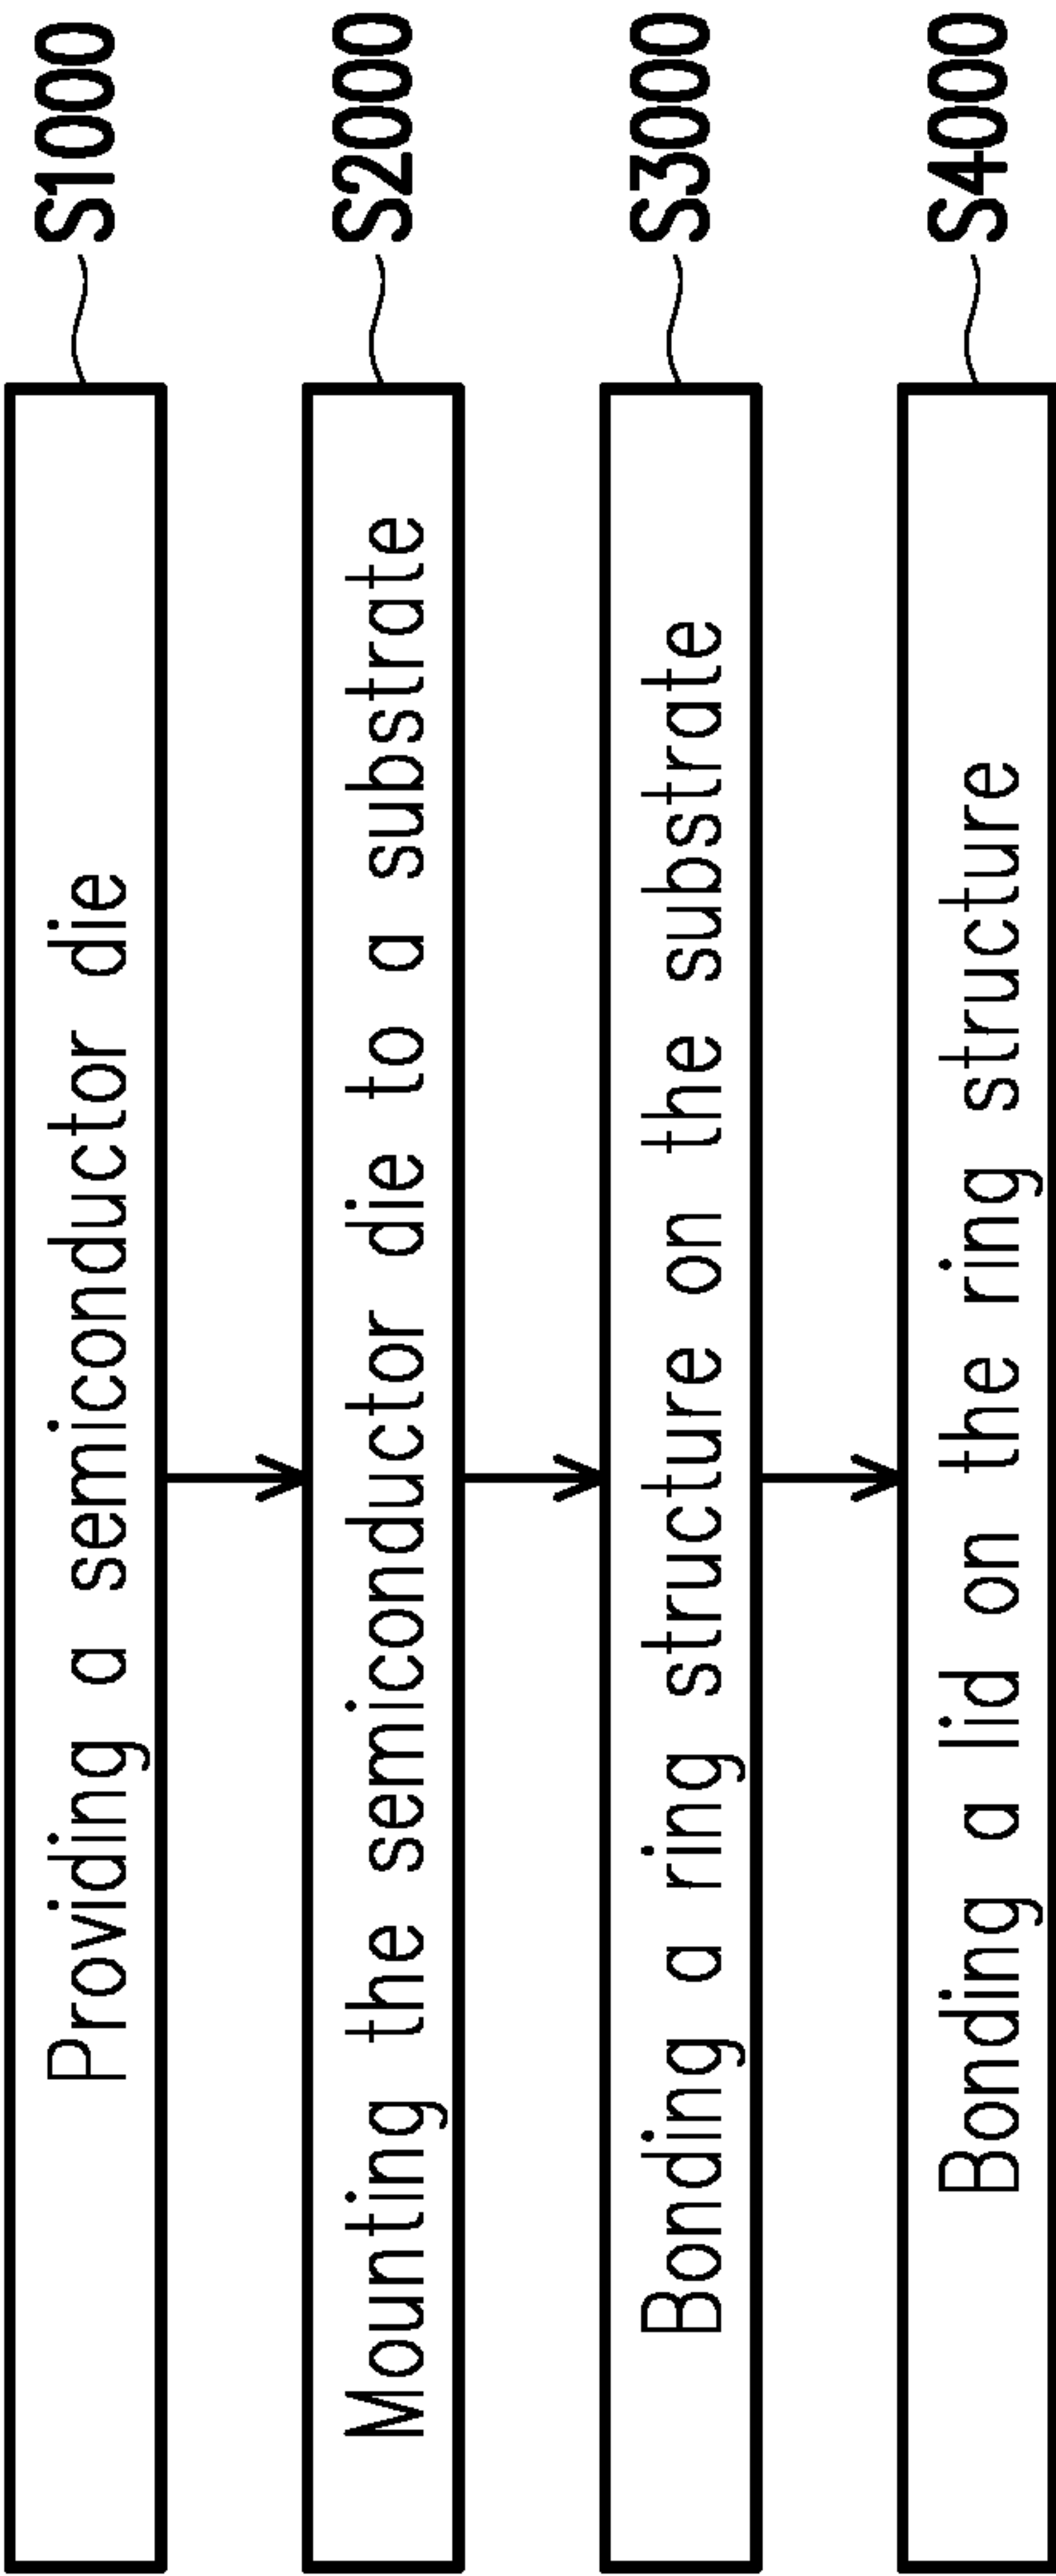 Providing a semiconductor die S1000
Mounting the semiconductor die to a substrate S2000
Bonding a ring structure on the substrate S3000
Bonding a lid on the ring structure S4000